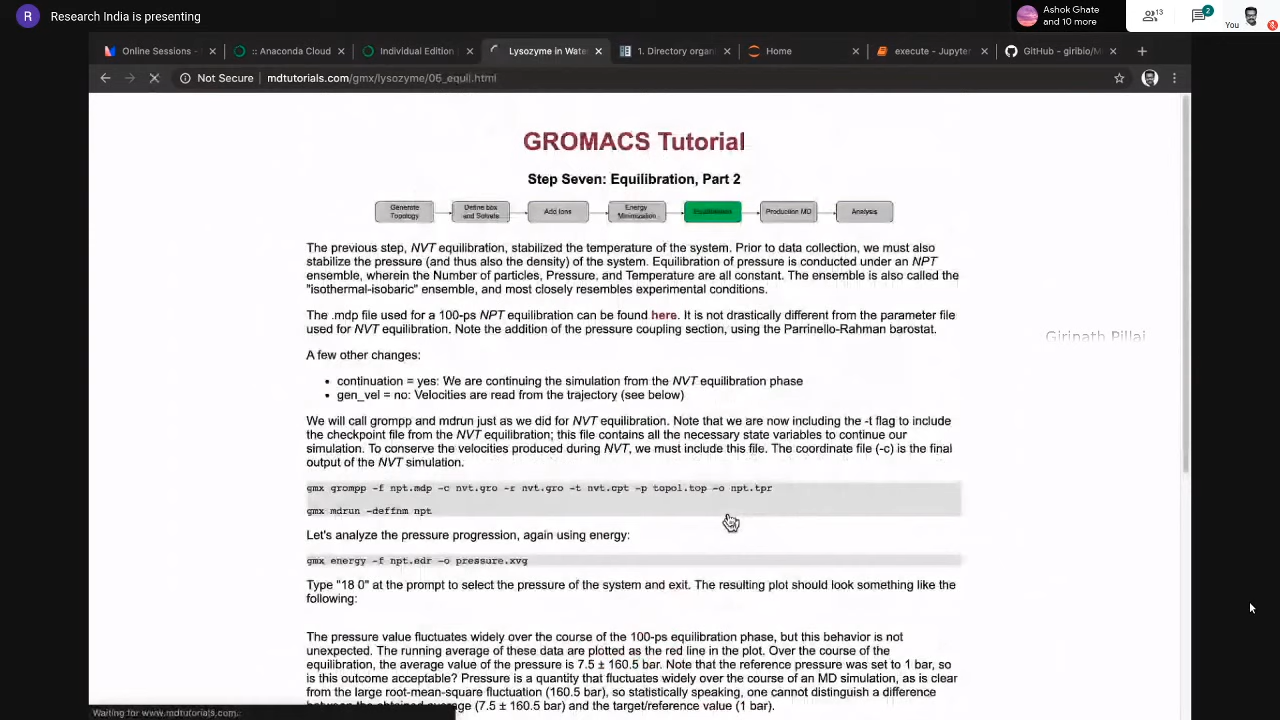 R Research India is presenting
Ashok Ghate
and 10 more
13
2
You
Online Sessions -
:: Anaconda Cloud
Individual Edition
Lysozyme in Wate
1. Directory organi
Home
execute - Jupyter
GitHub - giribio/Mi
Not Secure | mdtutorials.com/gmx/lysozyme/06_equil.html
GROMACS Tutorial
Step Seven: Equilibration, Part 2
Generate
Topology
Define box
and Solvate
Add Ions
Energy
Minimization
Equilibration
Production MD
Analysis
The previous step, NVT equilibration, stabilized the temperature of the system. Prior to data collection, we must also
stabilize the pressure (and thus also the density) of the system. Equilibration of pressure is conducted under an NPT
ensemble, wherein the Number of particles, Pressure, and Temperature are all constant. The ensemble is also called the
"isothermal-isobaric" ensemble, and most closely resembles experimental conditions.
The .mdp file used for a 100-ps NPT equilibration can be found here. It is not drastically different from the parameter file
used for NVT equilibration. Note the addition of the pressure coupling section, using the Parrinello-Rahman barostat.
Girinath Pillai
A few other changes:
• continuation = yes: We are continuing the simulation from the NVT equilibration phase
• gen_vel = no: Velocities are read from the trajectory (see below)
We will call grompp and mdrun just as we did for NVT equilibration. Note that we are now including the -t flag to include
the checkpoint file from the NVT equilibration; this file contains all the necessary state variables to continue our
simulation. To conserve the velocities produced during NVT, we must include this file. The coordinate file (-c) is the final
output of the NVT simulation.
gmx grompp -f npt.mdp -c nvt.gro -r nvt.gro -t nvt.cpt -p topol.top -o npt.tpr
gmx mdrun -deffnm npt
Let's analyze the pressure progression, again using energy:
gmx energy -f npt.edr -o pressure.xvg
Type "18 0" at the prompt to select the pressure of the system and exit. The resulting plot should look something like the
following:
The pressure value fluctuates widely over the course of the 100-ps equilibration phase, but this behavior is not
unexpected. The running average of these data are plotted as the red line in the plot. Over the course of the
equilibration, the average value of the pressure is 7.5 ± 160.5 bar. Note that the reference pressure was set to 1 bar, so
is this outcome acceptable? Pressure is a quantity that fluctuates widely over the course of an MD simulation, as is clear
from the large root-mean-square fluctuation (160.5 bar), so statistically speaking, one cannot distinguish a difference
between the obtained average (7.5 ± 160.5 bar) and the target/reference value (1 bar).
Waiting for www.mdtutorials.com...